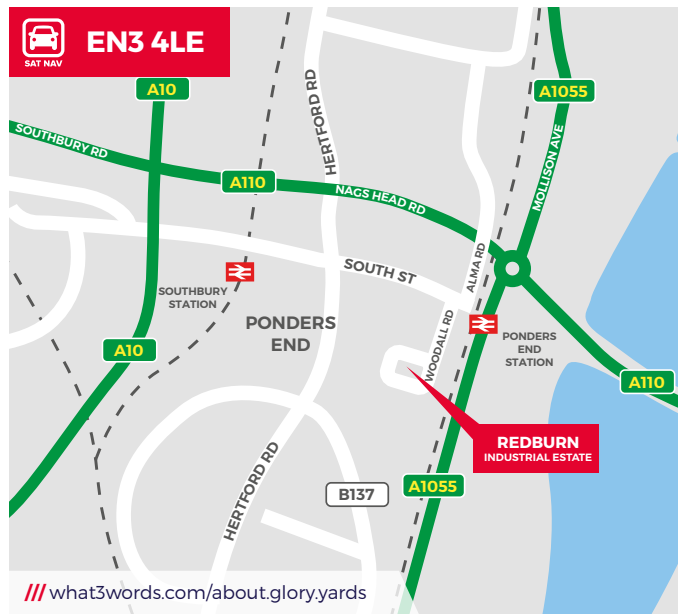 SAT NAV
EN3 4LE
A10
A1055
SOUTHBURY RD
HERTFORD RD
MOLLISON AVE
A110
NAGS HEAD RD
SOUTH ST
ALMA RD
SOUTHBURY
STATION
PONDERS
END
WOODALL RD
PONDERS
END
STATION
A10
A110
REDBURN
INDUSTRIAL ESTATE
HERTFORD RD
B137
A1055
/// what3words.com/about.glory.yards